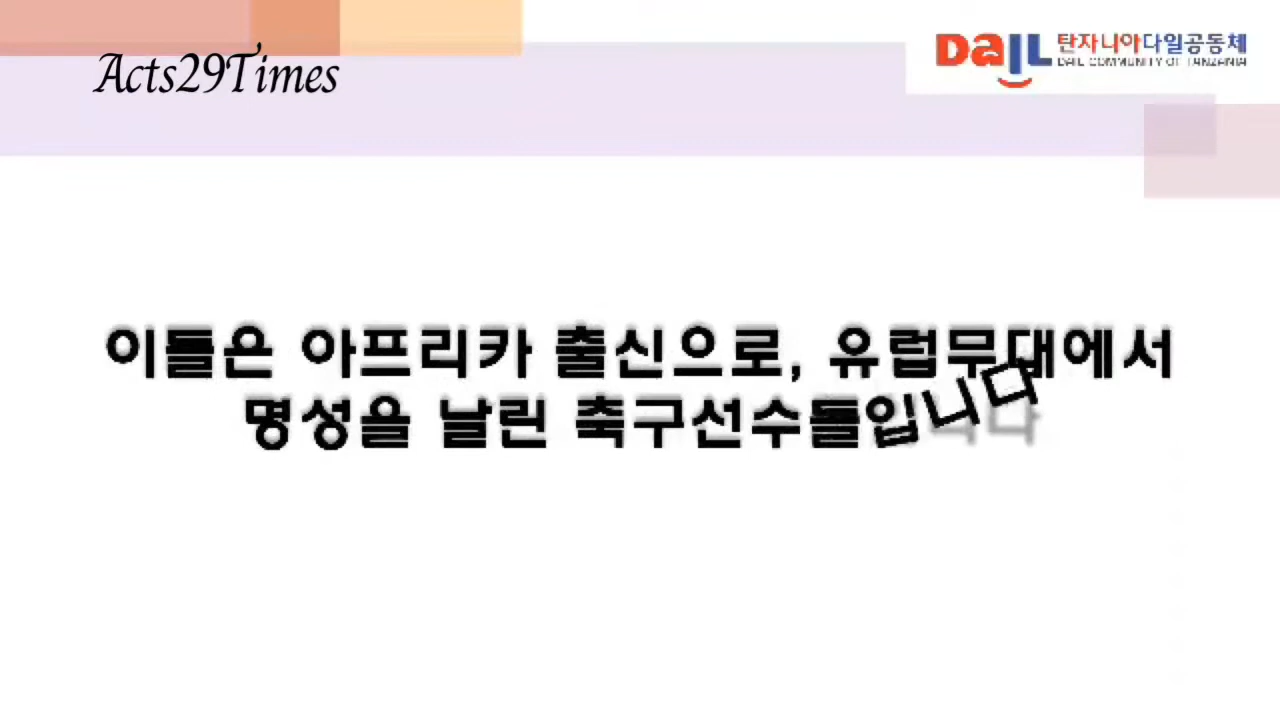 Acts29Times
DaiL 탄자니아다일공동체
DAIL COMMUNITY OF TANZANIA
이들은 아프리카 출신으로, 유럽무대에서
명성을 날린 축구선수들입니다